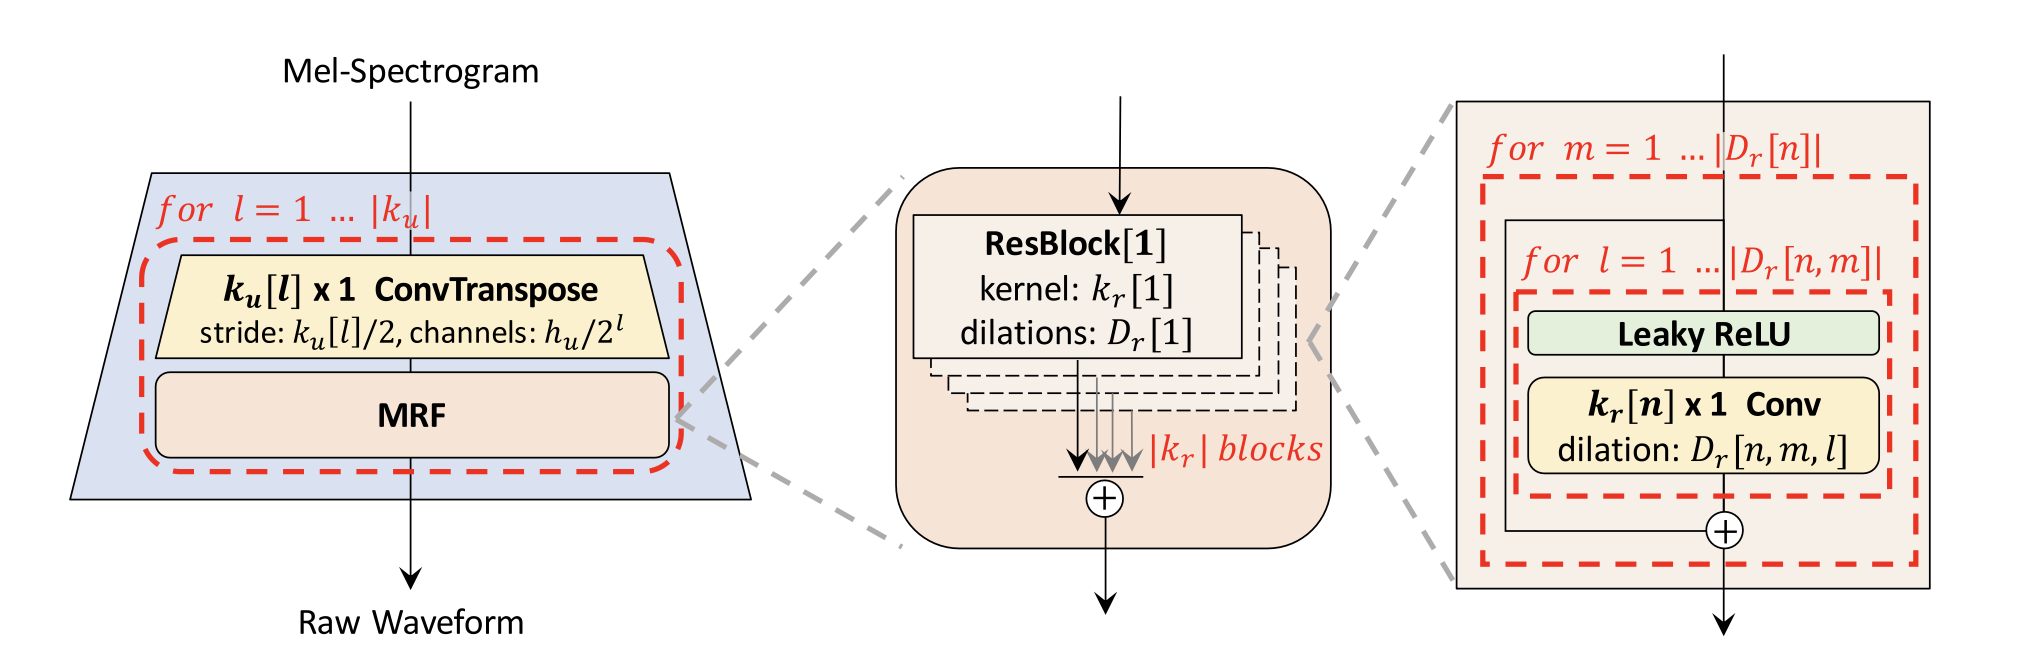 Mel-Spectrogram
for l = 1 ... |k_u|
k_u[l] x 1 ConvTranspose
stride: k_u[l]/2, channels: h_u/2^l
MRF
Raw Waveform
ResBlock[1]
kernel: k_r[1]
dilations: D_r[1]
|k_r| blocks
+
for m = 1 ...|D_r[n]|
for l = 1 ...|D_r[n, m]|
Leaky ReLU
k_r[n] x 1 Conv
dilation: D_r[n, m, l]
+